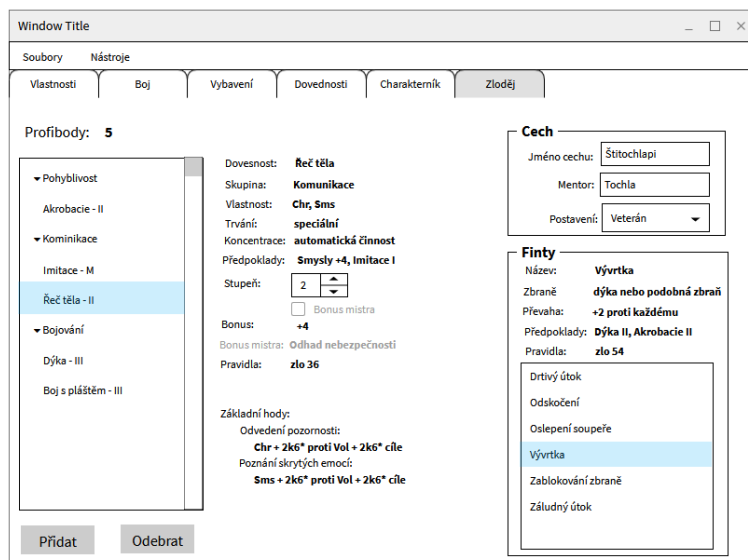 Window Title
Soubory Nástroje
Vlastnosti Boj Vybavení Dovednosti Charakterník Zloděj
Profibody: 5
Pohyblivost
Akrobacie - II
Kominikace
Imitace - M
Řeč těla - II
Bojování
Dýka - III
Boj s pláštěm - III
Přidat Odebrat
Dovesnost: Řeč těla
Skupina: Komunikace
Vlastnost: Chr, Sms
Trvání: speciální
Koncentrace: automatická činnost
Předpoklady: Smysly +4, Imitace I
Stupeň: 2
Bonus mistra
Bonus: +4
Bonus mistra: Odhad nebezpečnosti
Pravidla: zlo 36
Základní hody:
Odvedení pozornosti:
Chr + 2k6* proti Vol + 2k6* cíle
Poznání skrytých emocí:
Sms + 2k6* proti Vol + 2k6* cíle
Cech
Jméno cechu: Štitochlapi
Mentor: Tochla
Postavení: Veterán
Finty
Název: Vývrtka
Zbraně dýka nebo podobná zbraň
Převaha: +2 proti každému
Předpoklady: Dýka II, Akrobacie II
Pravidla: zlo 54
Drtivý útok
Odskočení
Oslepení soupeře
Vývrtka
Zablokování zbraně
Záludný útok